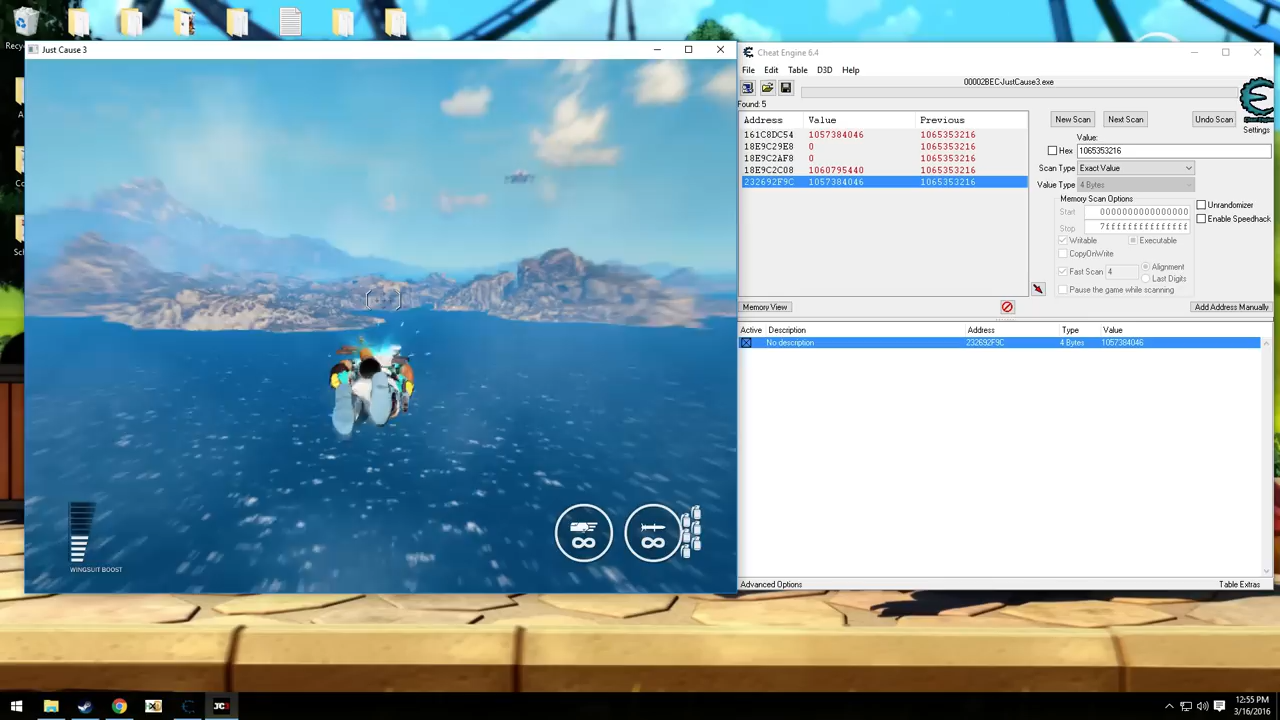 Recy
Just Cause 3
WINGSUIT BOOST
Cheat Engine 6.4
File Edit Table D3D Help
00002BEC-JustCause3.exe
Found: 5
Address Value Previous
161C8DC54 1057384046 1065353216
18E9C29E8 0 1065353216
18E9C2AF8 0 1065353216
18E9C2C08 1060795440 1065353216
232692F9C 1057384046 1065353216
New Scan Next Scan Undo Scan
Settings
Value:
Hex 1065353216
Scan Type Exact Value
Value Type 4 Bytes
Memory Scan Options
Start 0000000000000000
Stop 7fffffffffffffff
Writable Executable
CopyOnWrite
Fast Scan 4 Alignment
Last Digits
Pause the game while scanning
Unrandomizer
Enable Speedhack
Memory View Add Address Manually
Active Description Address Type Value
No description 232692F9C 4 Bytes 1057384046
Advanced Options Table Extras
JC3
12:55 PM
3/16/2016